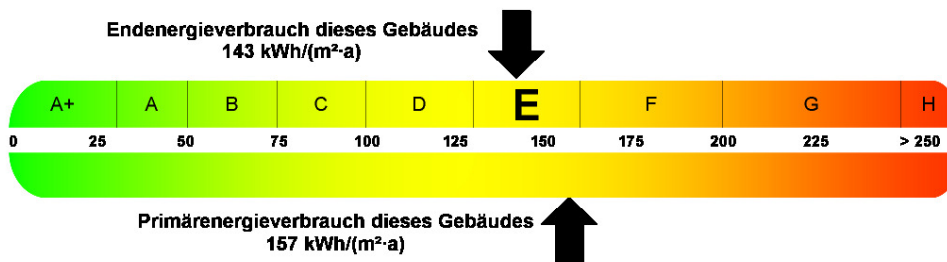 Endenergieverbrauch dieses Gebäudes
143 kWh/(m²·a)
A+ A B C D E F G H
0 25 50 75 100 125 150 175 200 225 > 250
Primärenergieverbrauch dieses Gebäudes
157 kWh/(m²·a)